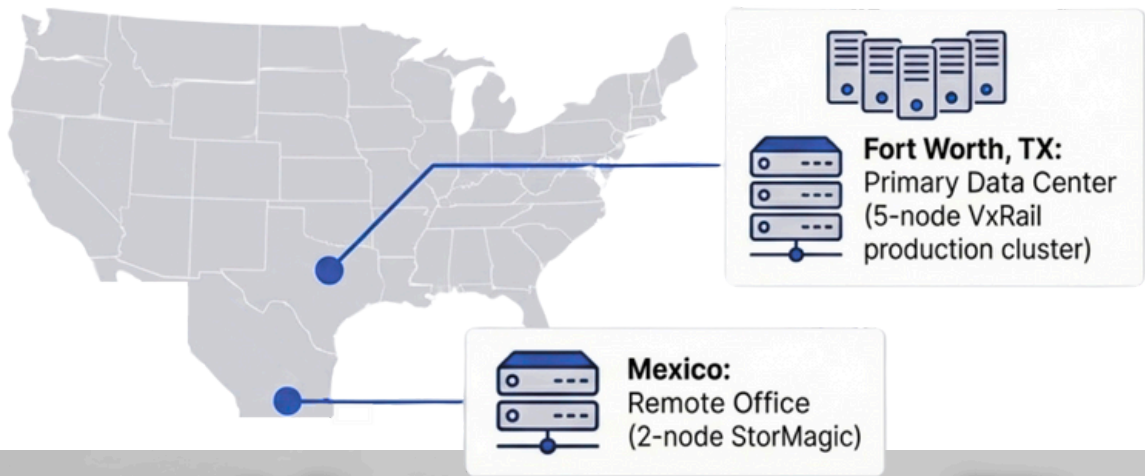 Fort Worth, TX:
Primary Data Center
(5-node VxRail
production cluster)
Mexico:
Remote Office
(2-node StorMagic)